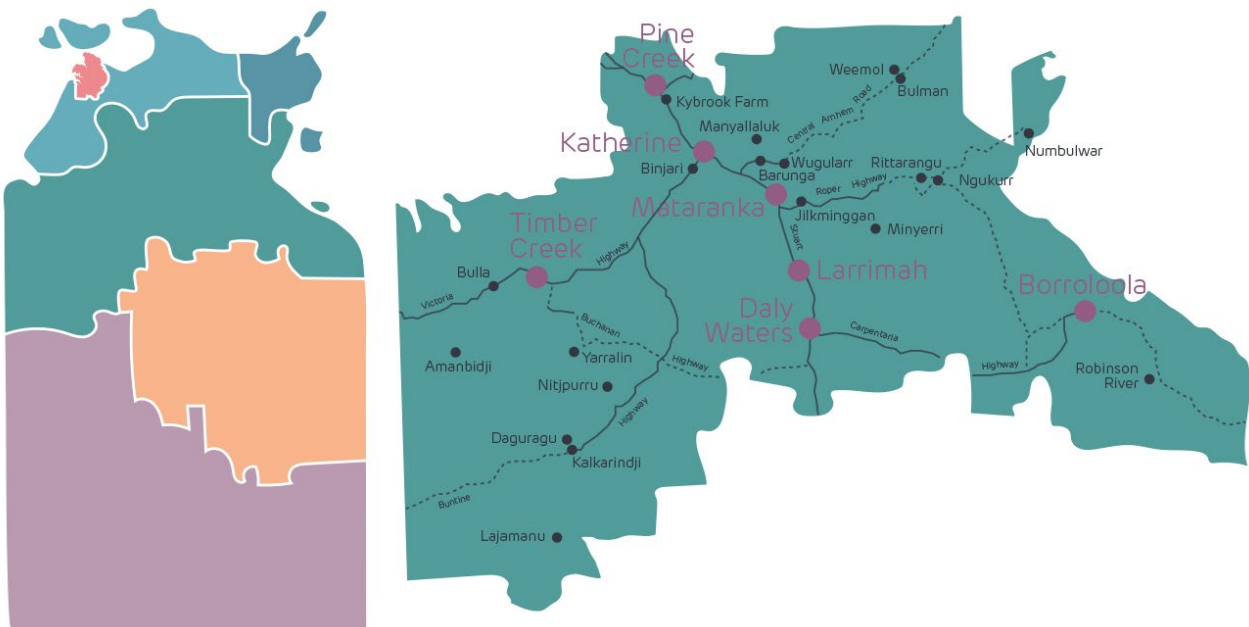 Pine
Creek
Kybrook Farm
Weemol
Bulman
Central Arnhem Road
Manyallaluk
Katherine
Binjari
Barunga
Wugularr
Rittarangu
Numbulwar
Ngukurr
Mataranka
Roper Highway
Jilkminggan
Minyerri
Stuart
Timber
Creek
Highway
Bulla
Victoria
Larrimah
Borroloola
Daly
Waters
Carpentaria
Buchanan
Highway
Amanbidji
Yarralin
Highway
Robinson
River
Nitjpurru
Highway
Daguragu
Kalkarindji
Buntine
Lajamanu